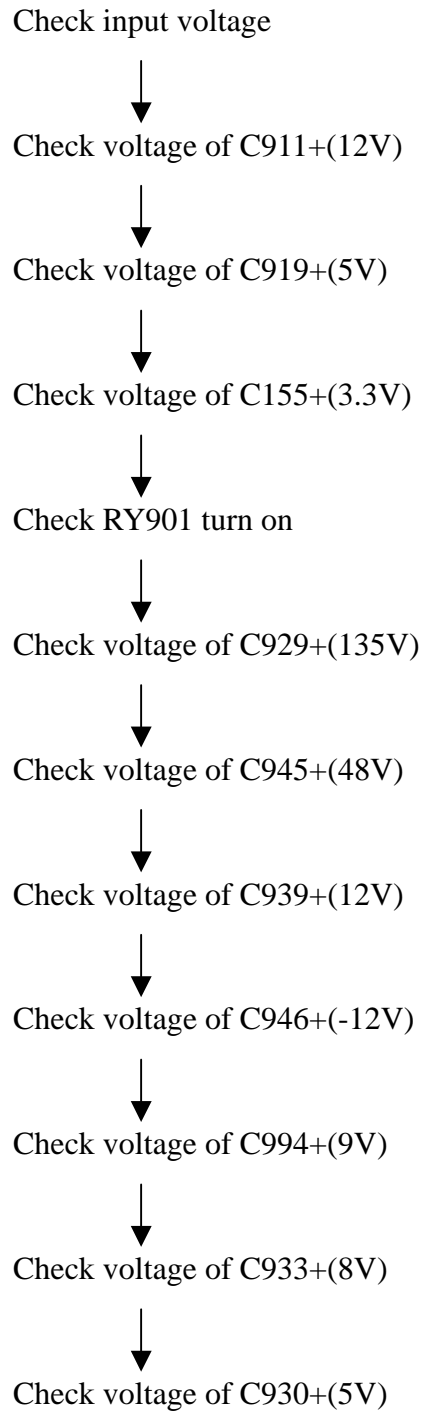 Check input voltage
Check voltage of C911+(12V)
Check voltage of C919+(5V)
Check voltage of C155+(3.3V)
Check RY901 turn on
Check voltage of C929+(135V)
Check voltage of C945+(48V)
Check voltage of C939+(12V)
Check voltage of C946+(-12V)
Check voltage of C994+(9V)
Check voltage of C933+(8V)
Check voltage of C930+(5V)